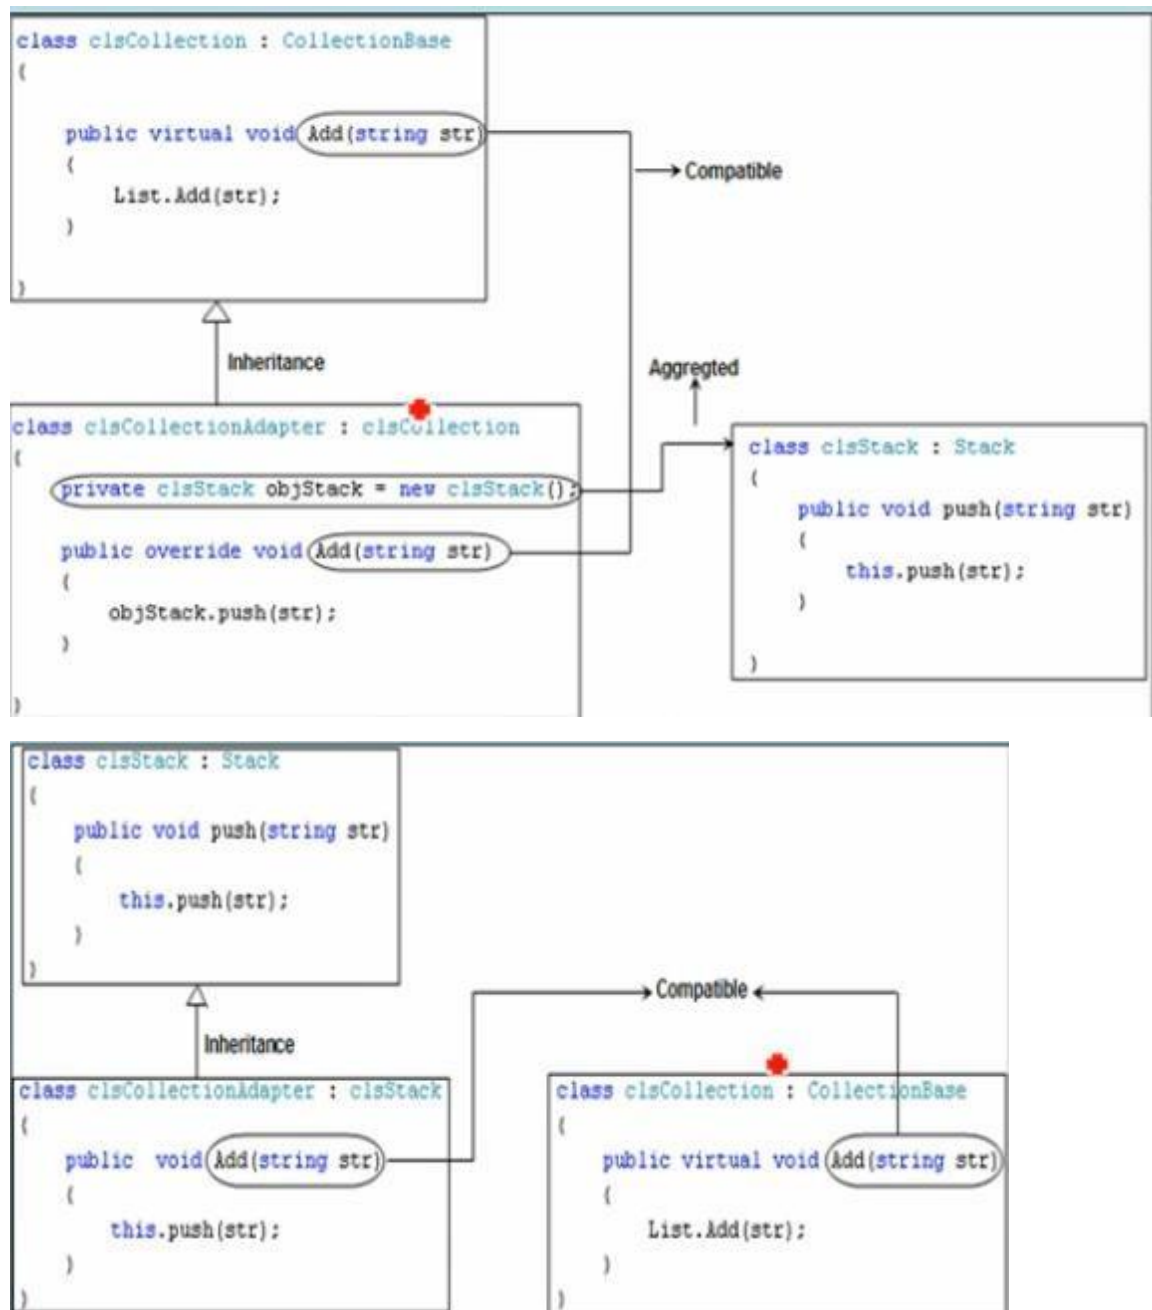 class clsCollection : CollectionBase
{
public virtual void Add(string str)
{
List.Add(str);
}
}
Compatible
Inheritance
Aggregted
class clsCollectionAdapter : clsCollection
{
private clsStack objStack = new clsStack();
public override void Add(string str)
{
objStack.push(str);
}
}
class clsStack : Stack
{
public void push(string str)
{
this.push(str);
}
}
class clsStack : Stack
{
public void push(string str)
{
this.push(str);
}
}
Inheritance
Compatible
class clsCollectionAdapter : clsStack
{
public void Add(string str)
{
this.push(str);
}
}
class clsCollection : CollectionBase
{
public virtual void Add(string str)
{
List.Add(str);
}
}